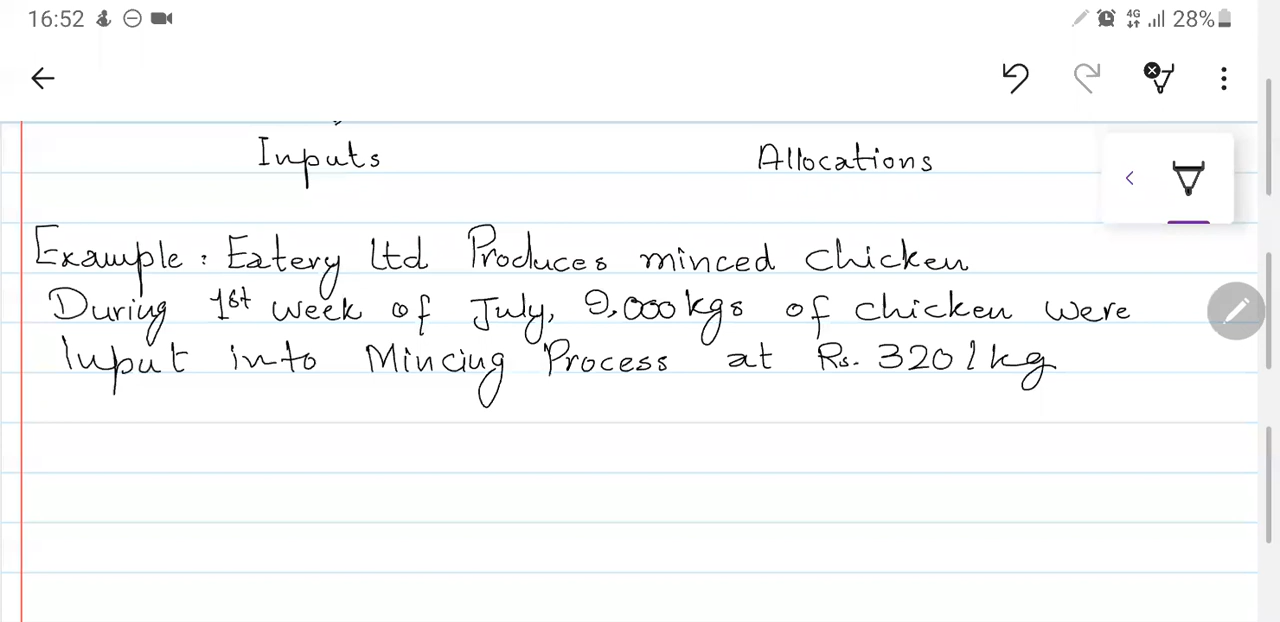 16:52 4G 28%
Inputs Allocations
Example : Eatery Ltd Produces minced chicken
During 1st week of July, 9,000 kgs of chicken were
Input into Mincing Process at Rs. 320/kg